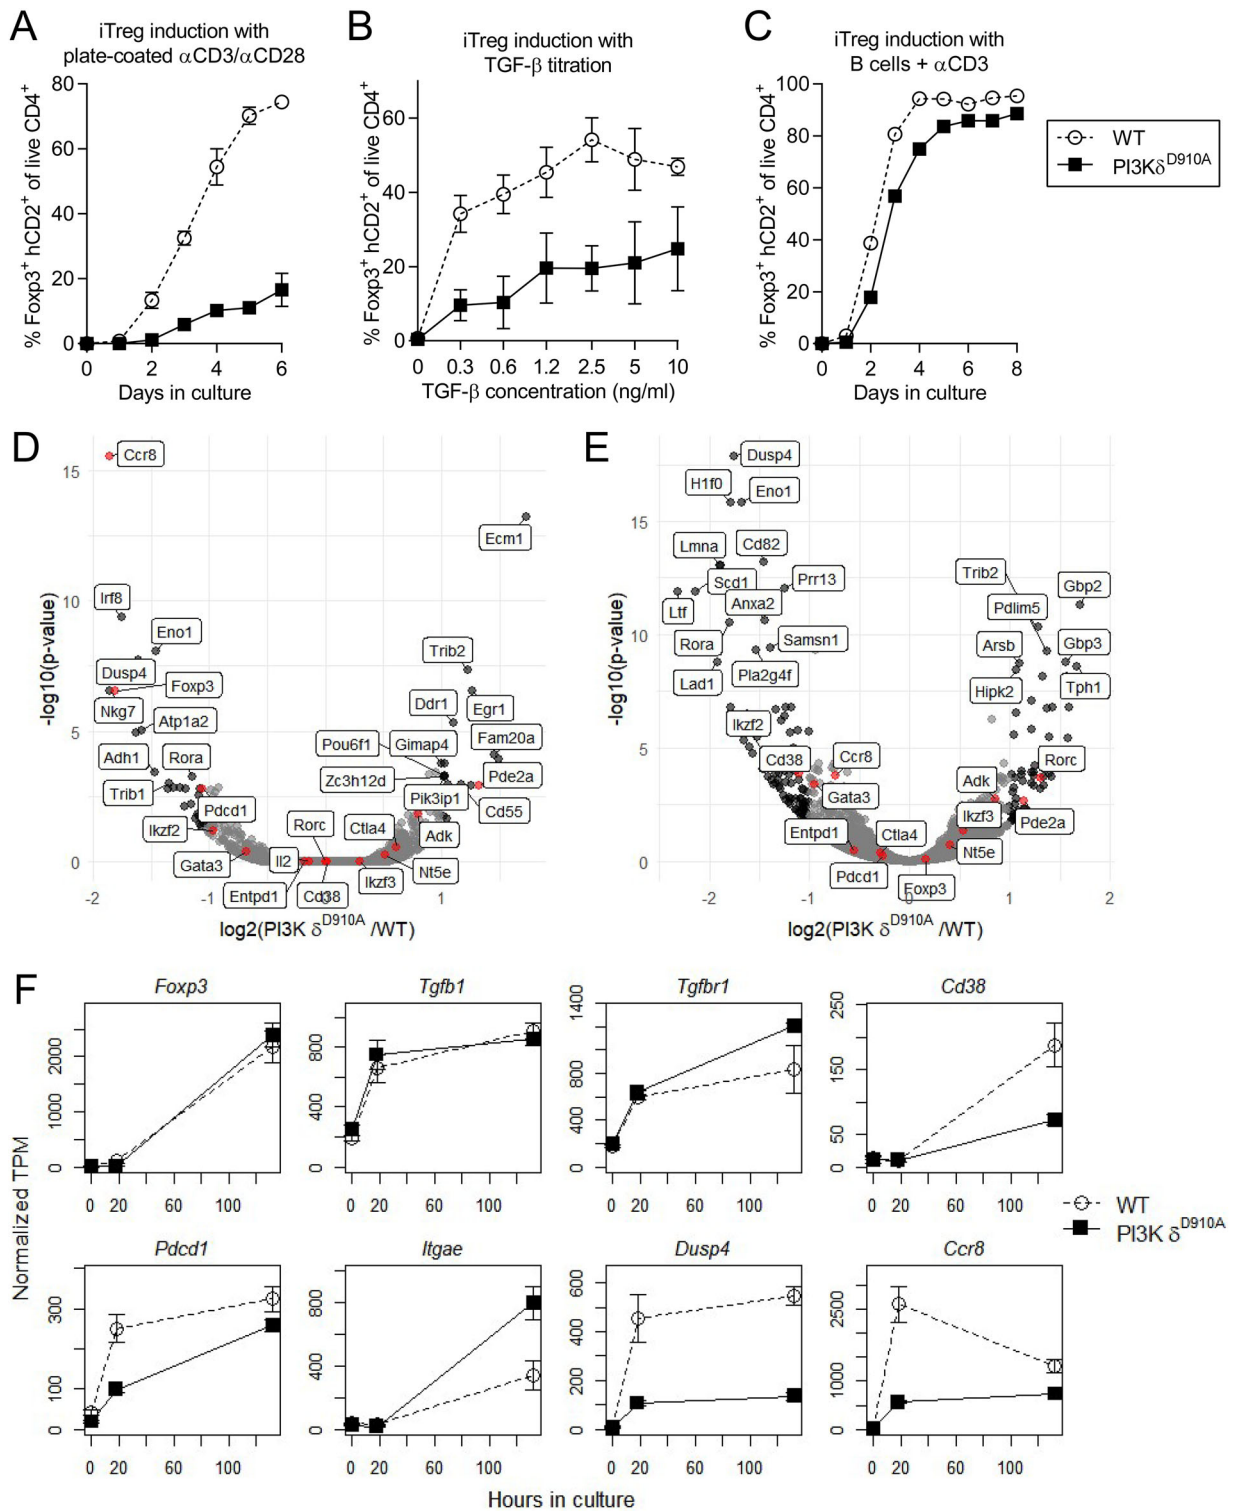 A
iTreg induction with
plate-coated αCD3/αCD28
% Foxp3⁺ hCD2⁺ of live CD4⁺
80
60
40
20
0
0 2 4 6
Days in culture
B
iTreg induction with
TGF-β titration
% Foxp3⁺ hCD2⁺ of live CD4⁺
60
40
20
0
0 0.3 0.6 1.2 2.5 5 10
TGF-β concentration (ng/ml)
C
iTreg induction with
B cells + αCD3
% Foxp3⁺ hCD2⁺ of live CD4⁺
100
80
60
40
20
0
0 2 4 6 8
Days in culture
WT
PI3Kδ^D910A
D
-log10(p-value)
15
10
5
0
Ccr8
Ecm1
Irf8
Eno1
Trib2
Dusp4
Foxp3
Nkg7
Ddr1
Egr1
Atp1a2
Pou6f1
Gimap4
Fam20a
Adh1
Rora
Zc3h12d
Pde2a
Trib1
Pdcd1
Pik3ip1
Cd55
Ikzf2
Rorc
Ctla4
Adk
Gata3
Il2
Nt5e
Entpd1
Cd38
Ikzf3
-2 -1 0 1
log2(PI3K δ^D910A /WT)
E
-log10(p-value)
15
10
5
0
Dusp4
H1f0
Eno1
Lmna
Cd82
Scd1
Prr13
Trib2
Gbp2
Ltf
Anxa2
Pdlim5
Rora
Samsn1
Arsb
Gbp3
Lad1
Pla2g4f
Hipk2
Tph1
Ikzf2
Cd38
Ccr8
Rorc
Gata3
Adk
Entpd1
Ctla4
Ikzf3
Pde2a
Pdcd1
Foxp3
Nt5e
-2 -1 0 1 2
log2(PI3K δ^D910A /WT)
F
Normalized TPM
Foxp3
2000
1000
0
0 20 60 100
Tgfb1
800
400
0
0 20 60 100
Tgfbr1
1400
800
400
0
0 20 60 100
Cd38
250
150
50
0
0 20 60 100
WT
PI3K δ^D910A
Pdcd1
300
100
0
0 20 60 100
Itgae
800
400
0
0 20 60 100
Dusp4
600
400
200
0
0 20 60 100
Ccr8
2500
1000
0
0 20 60 100
Hours in culture